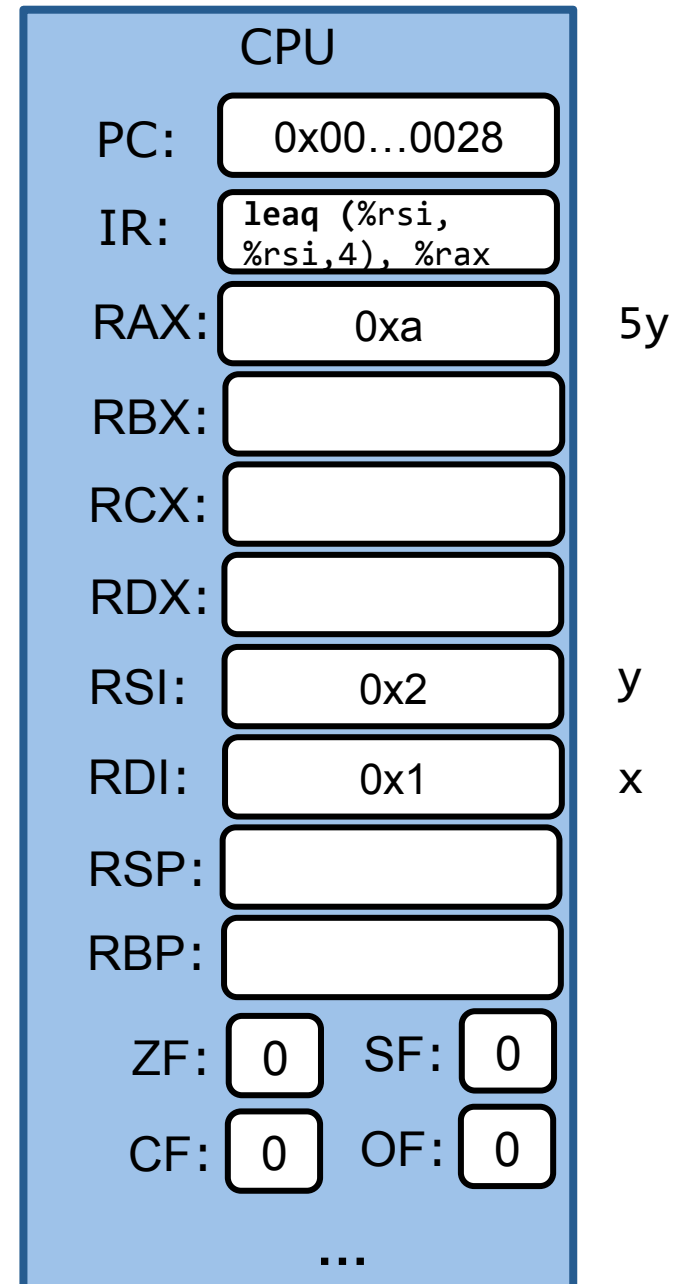 CPU
PC: 0x00…0028
IR: leaq (%rsi,
%rsi,4), %rax
RAX: 0xa 5y
RBX:
RCX:
RDX:
RSI: 0x2 y
RDI: 0x1 x
RSP:
RBP:
ZF: 0 SF: 0
CF: 0 OF: 0
...